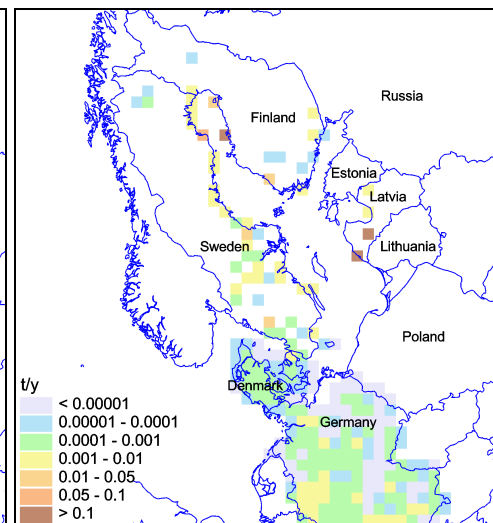 Russia
Finland
Estonia
Latvia
Sweden
Lithuania
Poland
Denmark
Germany
t/y
< 0.00001
0.00001 - 0.0001
0.0001 - 0.001
0.001 - 0.01
0.01 - 0.05
0.05 - 0.1
> 0.1